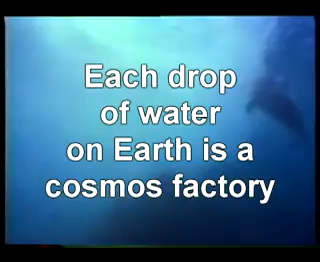 Each drop
of water
on Earth is a
cosmos factory